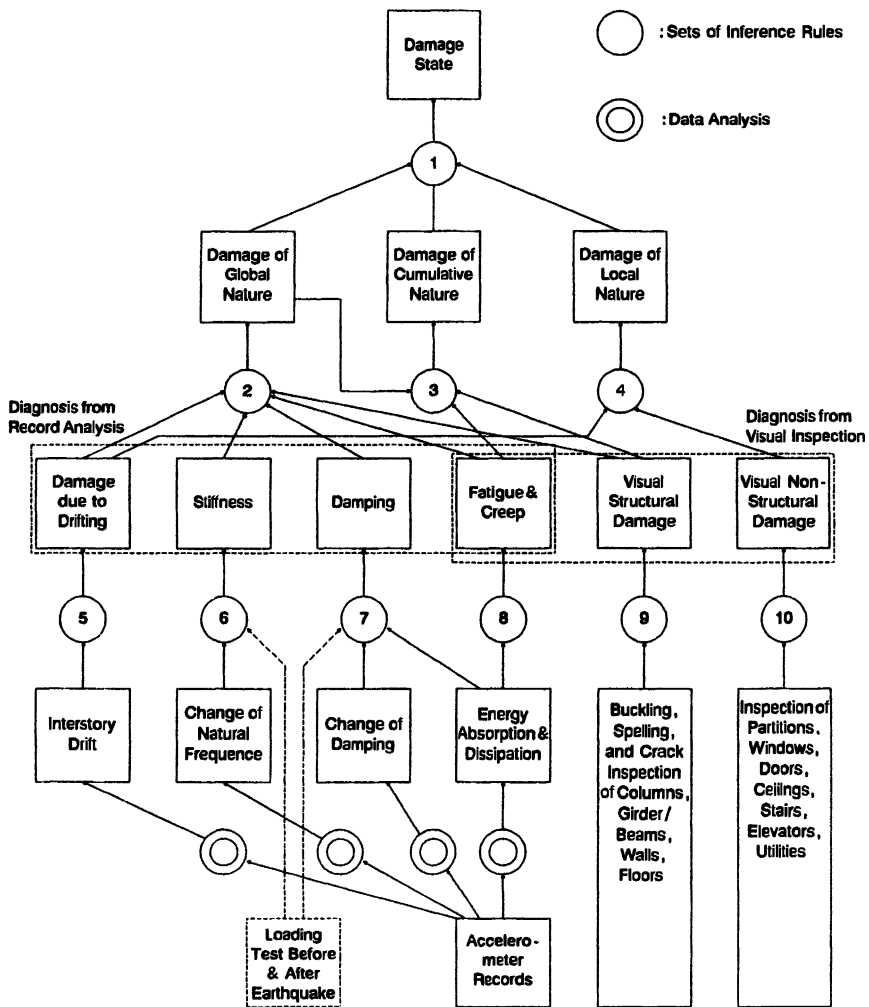 Damage
State
:Sets of Inference Rules
:Data Analysis
1
Damage of
Global
Nature
Damage of
Cumulative
Nature
Damage of
Local
Nature
2
3
4
Diagnosis from
Record Analysis
Diagnosis from
Visual Inspection
Damage
due to
Drifting
Stiffness
Damping
Fatigue &
Creep
Visual
Structural
Damage
Visual Non-
Structural
Damage
5
6
7
8
9
10
Interstory
Drift
Change of
Natural
Frequence
Change of
Damping
Energy
Absorption &
Dissipation
Buckling,
Spelling,
and Crack
Inspection
of Columns,
Girder/
Beams,
Walls,
Floors
Inspection of
Partitions,
Windows,
Doors,
Ceilings,
Stairs,
Elevators,
Utilities
Loading
Test Before
& After
Earthquake
Accelero-
meter
Records